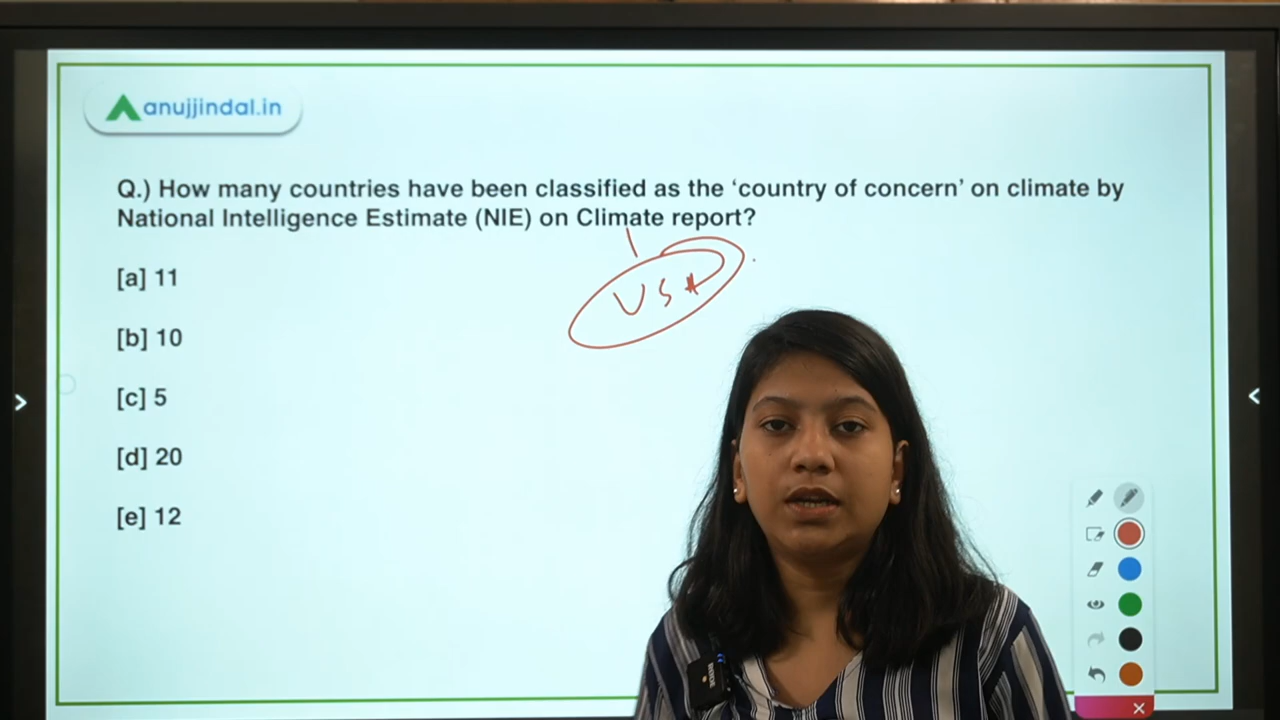 anujjindal.in
Q.) How many countries have been classified as the ‘country of concern’ on climate by
National Intelligence Estimate (NIE) on Climate report?
USA
[a] 11
[b] 10
[c] 5
[d] 20
[e] 12